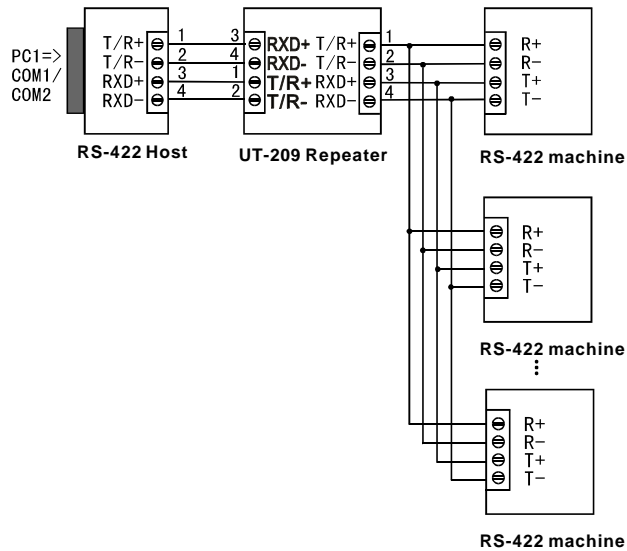 PC1=>
COM1/
COM2
T/R+ 1 3 RXD+ T/R+ 1 R+
T/R- 2 4 RXD- T/R- 2 R-
RXD+ 3 1 T/R+ RXD+ 3 T+
RXD- 4 2 T/R- RXD- 4 T-
RS-422 Host
UT-209 Repeater
RS-422 machine
R+
R-
T+
T-
RS-422 machine
R+
R-
T+
T-
RS-422 machine